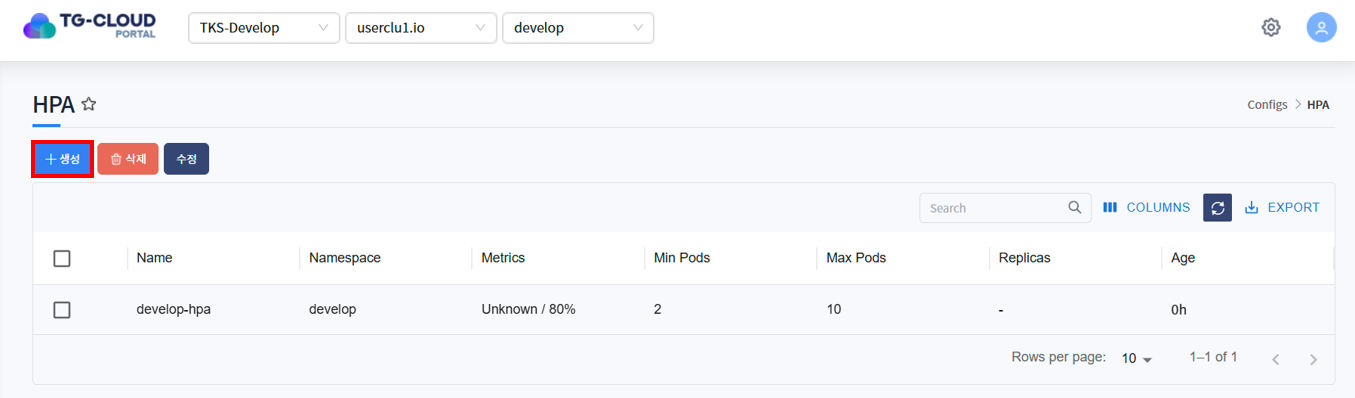 TG-CLOUD
PORTAL
TKS-Develop userclu1.io develop
HPA Configs > HPA
+ 생성 삭제 수정
Search COLUMNS EXPORT
Name Namespace Metrics Min Pods Max Pods Replicas Age
develop-hpa develop Unknown / 80% 2 10 - 0h
Rows per page: 10 1–1 of 1